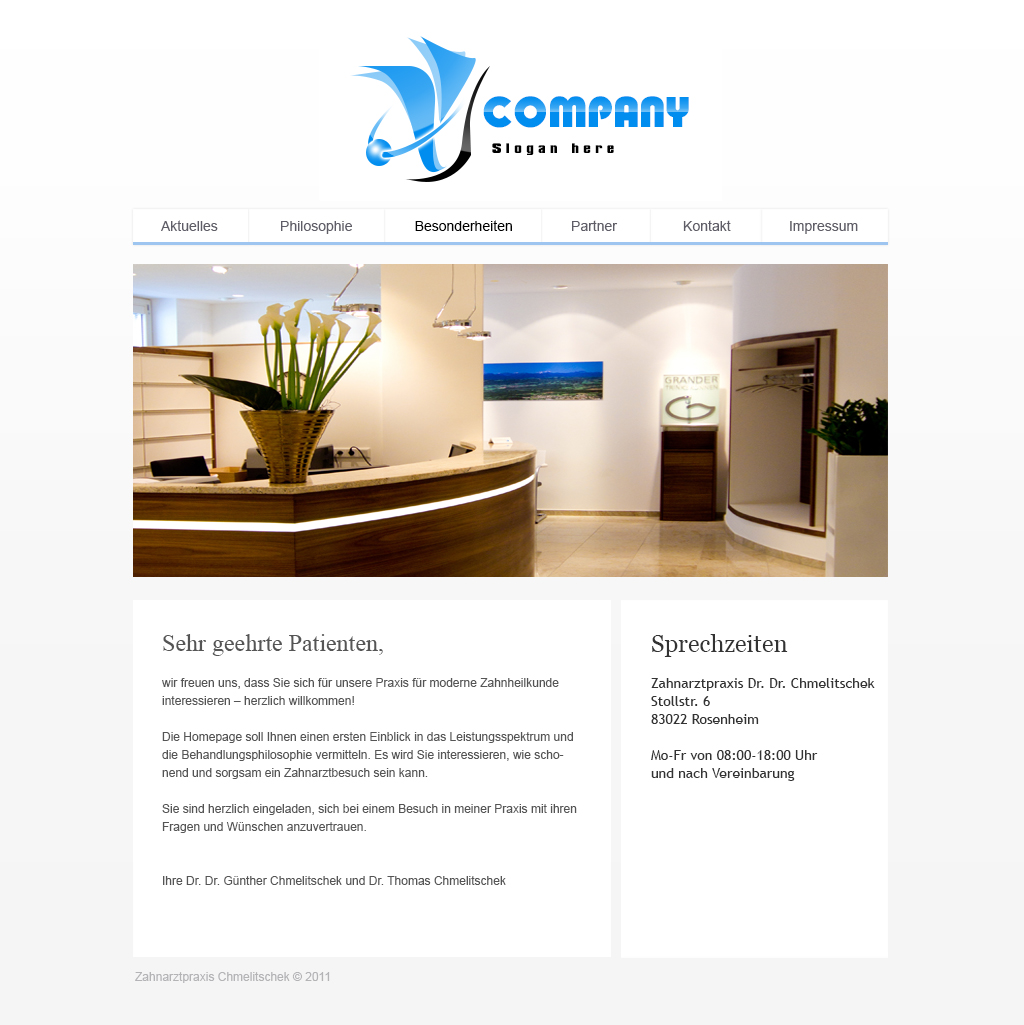 COMPANY
Slogan here
Aktuelles Philosophie Besonderheiten Partner Kontakt Impressum
GRANDER
Sehr geehrte Patienten,
wir freuen uns, dass Sie sich für unsere Praxis für moderne Zahnheilkunde
interessieren – herzlich willkommen!
Die Homepage soll Ihnen einen ersten Einblick in das Leistungsspektrum und
die Behandlungsphilosophie vermitteln. Es wird Sie interessieren, wie scho-
nend und sorgsam ein Zahnarztbesuch sein kann.
Sie sind herzlich eingeladen, sich bei einem Besuch in meiner Praxis mit ihren
Fragen und Wünschen anzuvertrauen.
Ihre Dr. Dr. Günther Chmelitschek und Dr. Thomas Chmelitschek
Sprechzeiten
Zahnarztpraxis Dr. Dr. Chmelitschek
Stollstr. 6
83022 Rosenheim
Mo-Fr von 08:00-18:00 Uhr
und nach Vereinbarung
Zahnarztpraxis Chmelitschek © 2011